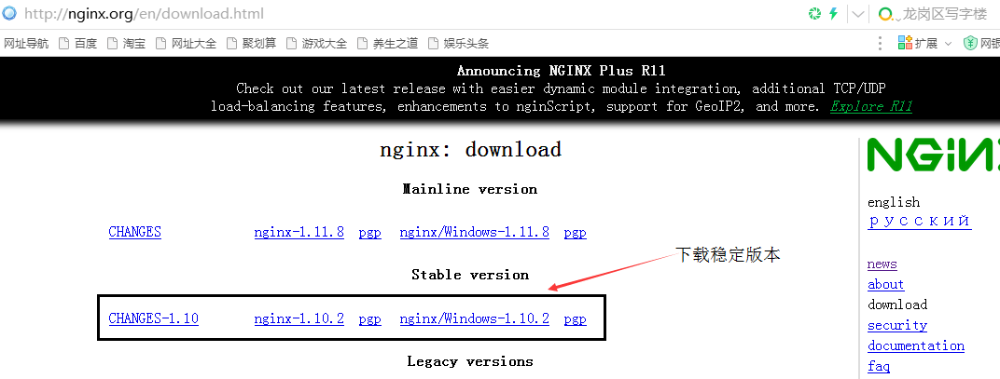 http://nginx.org/en/download.html 龙岗区写字楼
网址导航 百度 淘宝 网址大全 聚划算 游戏大全 养生之道 娱乐头条 扩展 网银
Announcing NGINX Plus R11
Check out our latest release with easier dynamic module integration, additional TCP/UDP
load-balancing features, enhancements to nginScript, support for GeoIP2, and more. Explore R11
nginx: download
NGINX
Mainline version
english
русский
CHANGES nginx-1.11.8 pgp nginx/Windows-1.11.8 pgp
下载稳定版本
news
Stable version
about
download
CHANGES-1.10 nginx-1.10.2 pgp nginx/Windows-1.10.2 pgp
security
documentation
Legacy versions
faq